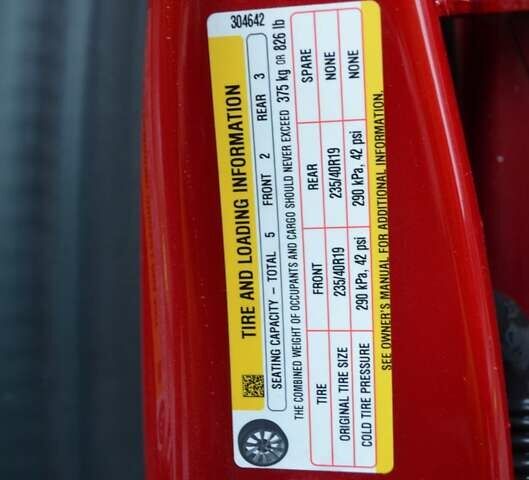 304642
TIRE AND LOADING INFORMATION
SEATING CAPACITY – TOTAL 5 FRONT 2 REAR 3
THE COMBINED WEIGHT OF OCCUPANTS AND CARGO SHOULD NEVER EXCEED 375 kg OR 826 lb
TIRE FRONT REAR SPARE
ORIGINAL TIRE SIZE 235/40R19 235/40R19 NONE
COLD TIRE PRESSURE 290 kPa, 42 psi 290 kPa, 42 psi NONE
SEE OWNER'S MANUAL FOR ADDITIONAL INFORMATION.